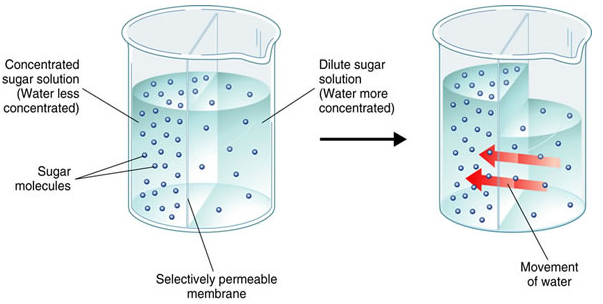 Concentrated
sugar solution
(Water less
concentrated)
Sugar
molecules
Selectively permeable
membrane
Dilute sugar
solution
(Water more
concentrated)
Movement
of water